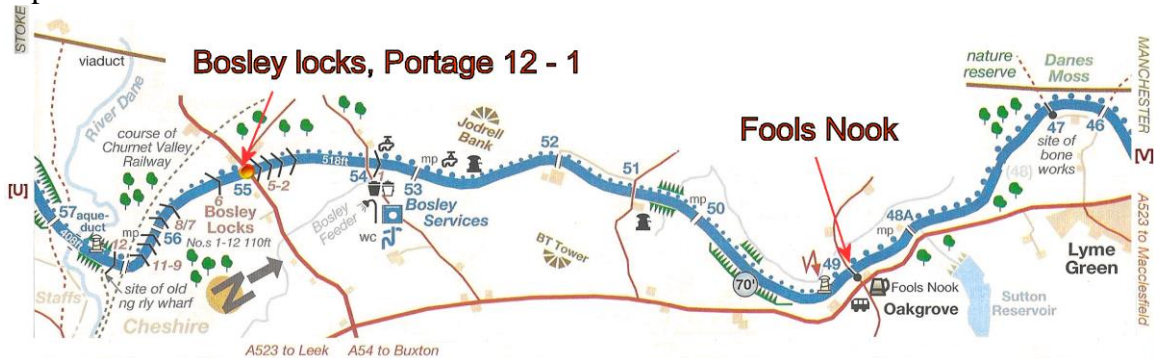 STOKE
viaduct
River Dane
course of
Churnet Valley
Railway
Bosley locks, Portage 12 - 1
Jodrell
Bank
Fools Nook
nature
reserve
Danes
Moss
MANCHESTER
[U]
57
aque-
duct
408ft
12
mp
11-9
56
8/7
6
Bosley
Locks
No.s 1-12 110ft
55
5-2
518ft
54
1
mp
53
Bosley
Services
Bosley
Feeder
WC
52
51
mp
50
BT Tower
70'
49
mp
48A
(48)
47
site of
bone
works
46
[V]
site of old
ng rly wharf
Staffs
Cheshire
N
Fools Nook
Oakgrove
Sutton
Reservoir
Lyme
Green
A523 to Macclesfield
A523 to Leek
A54 to Buxton